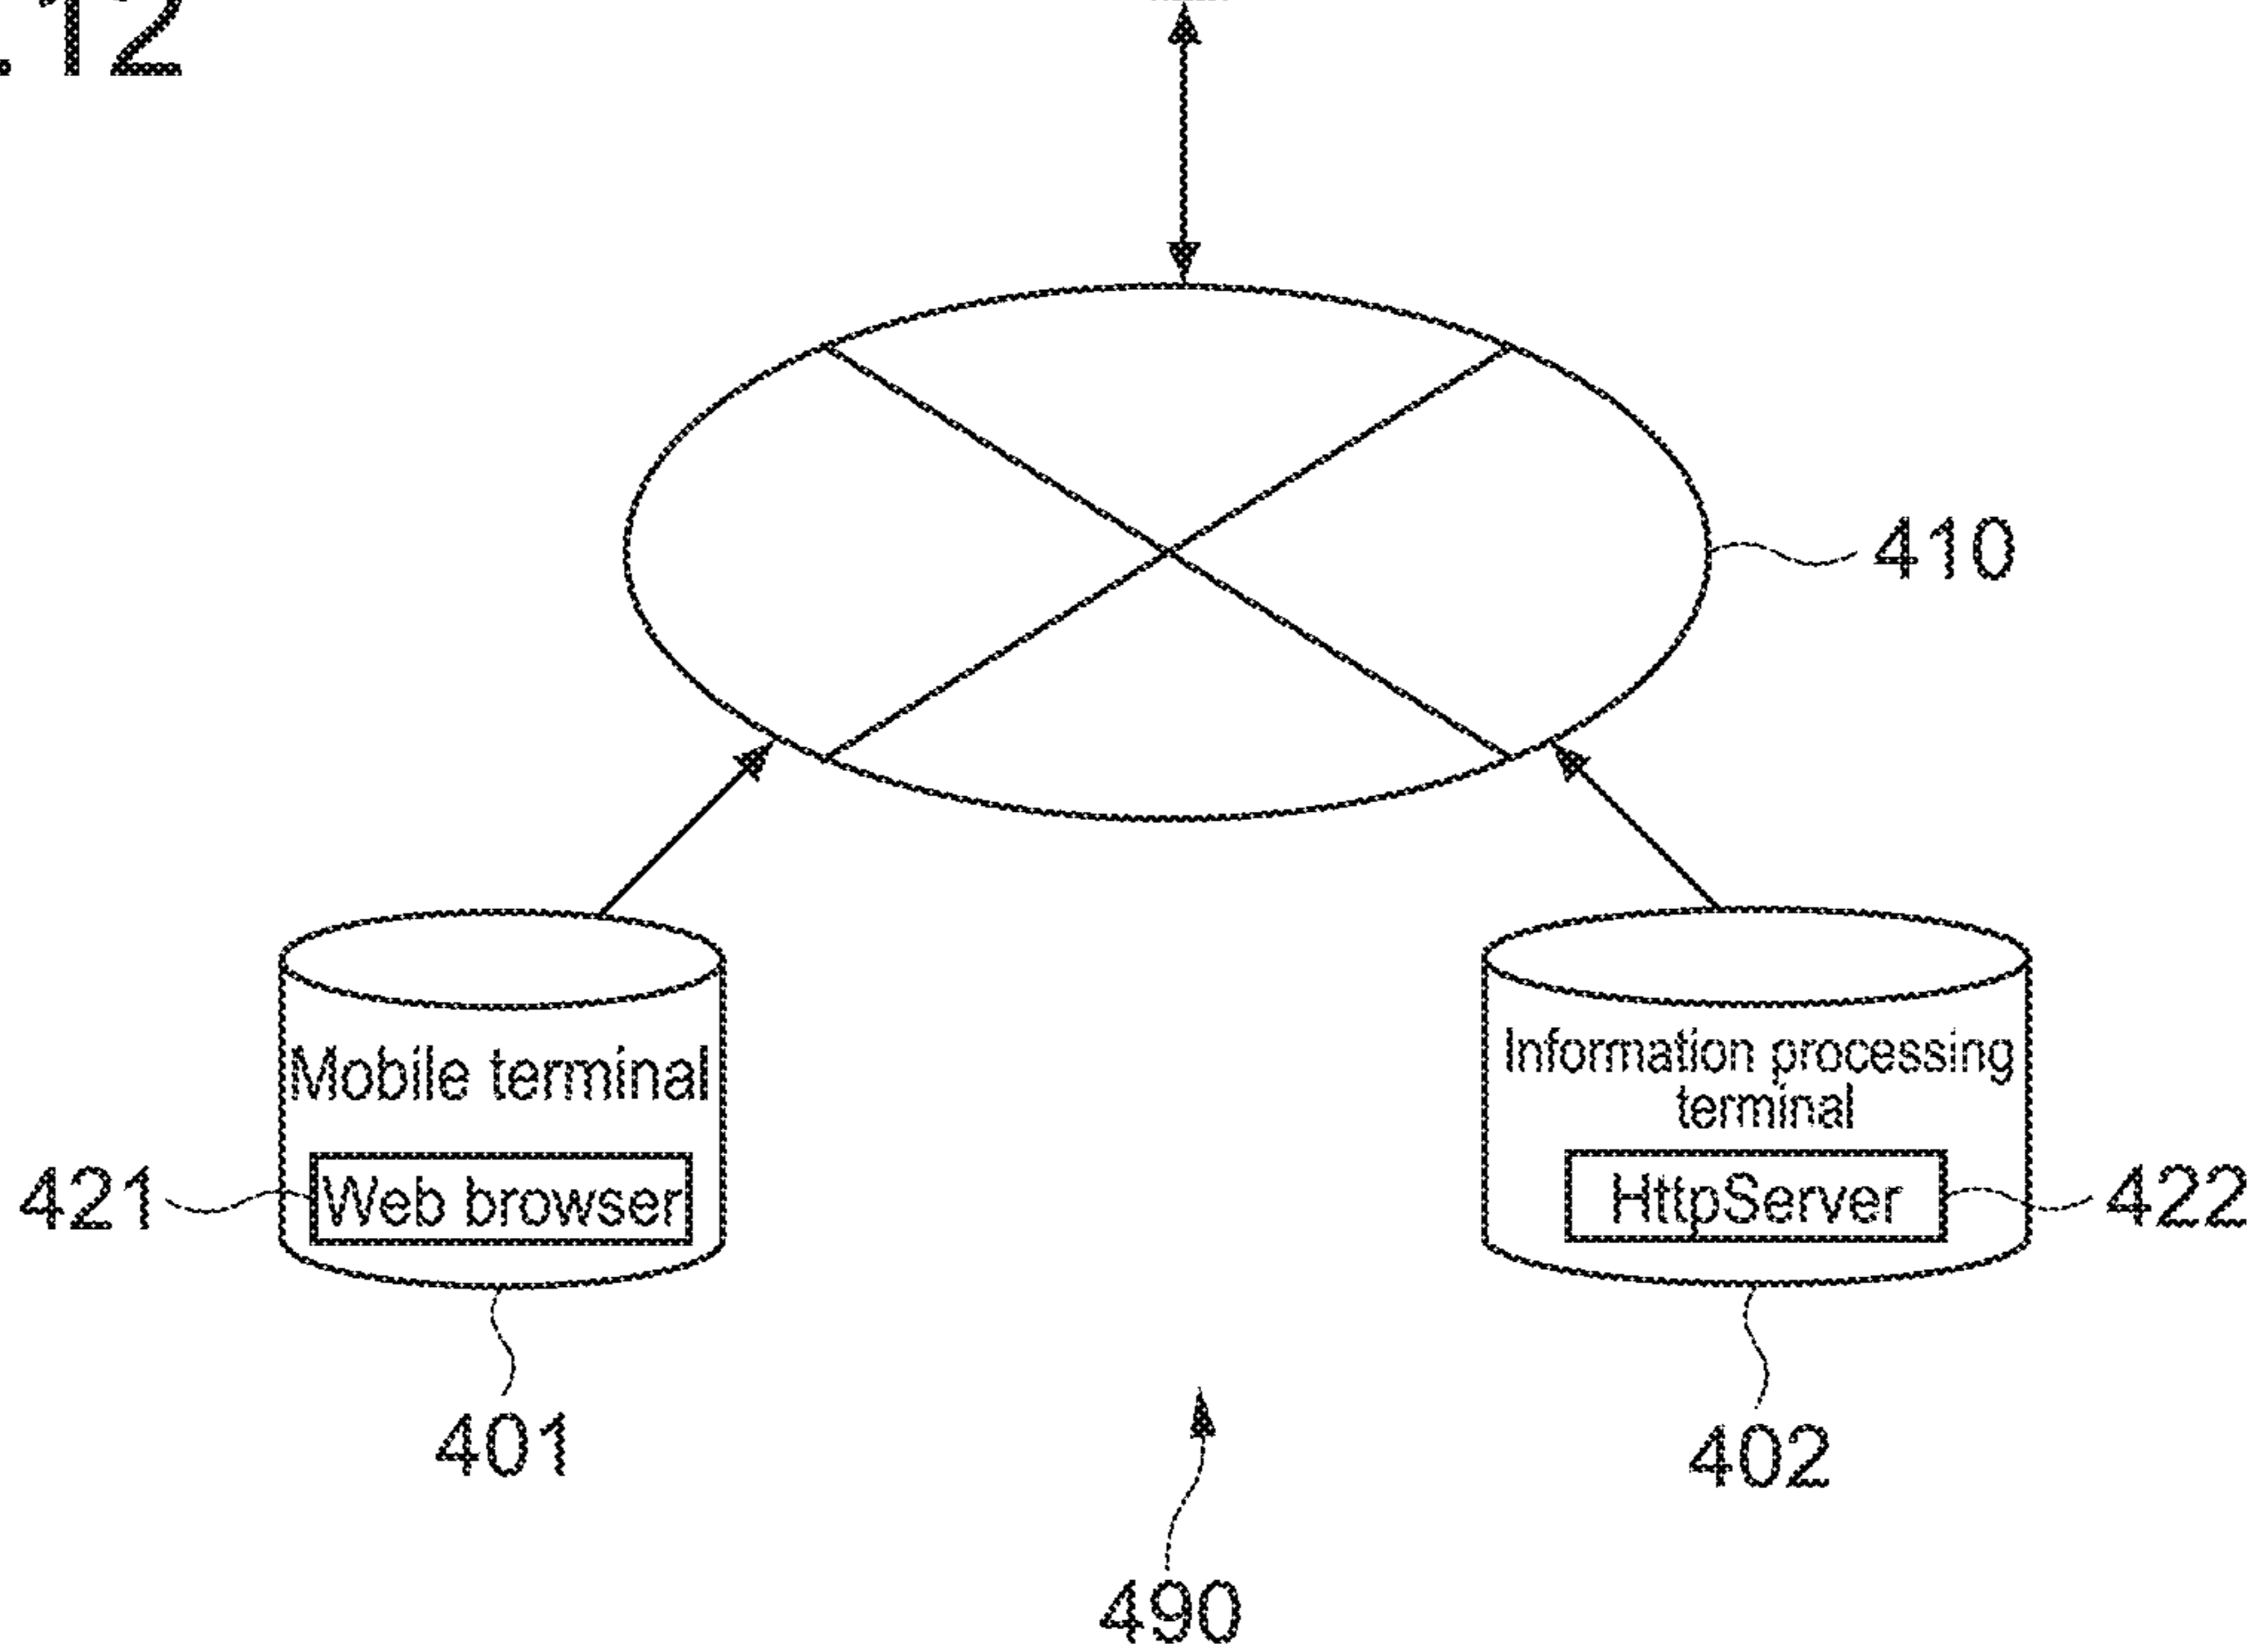 .12
410
Mobile terminal
Information processing
terminal
421
Web browser
HttpServer
422
401
402
490